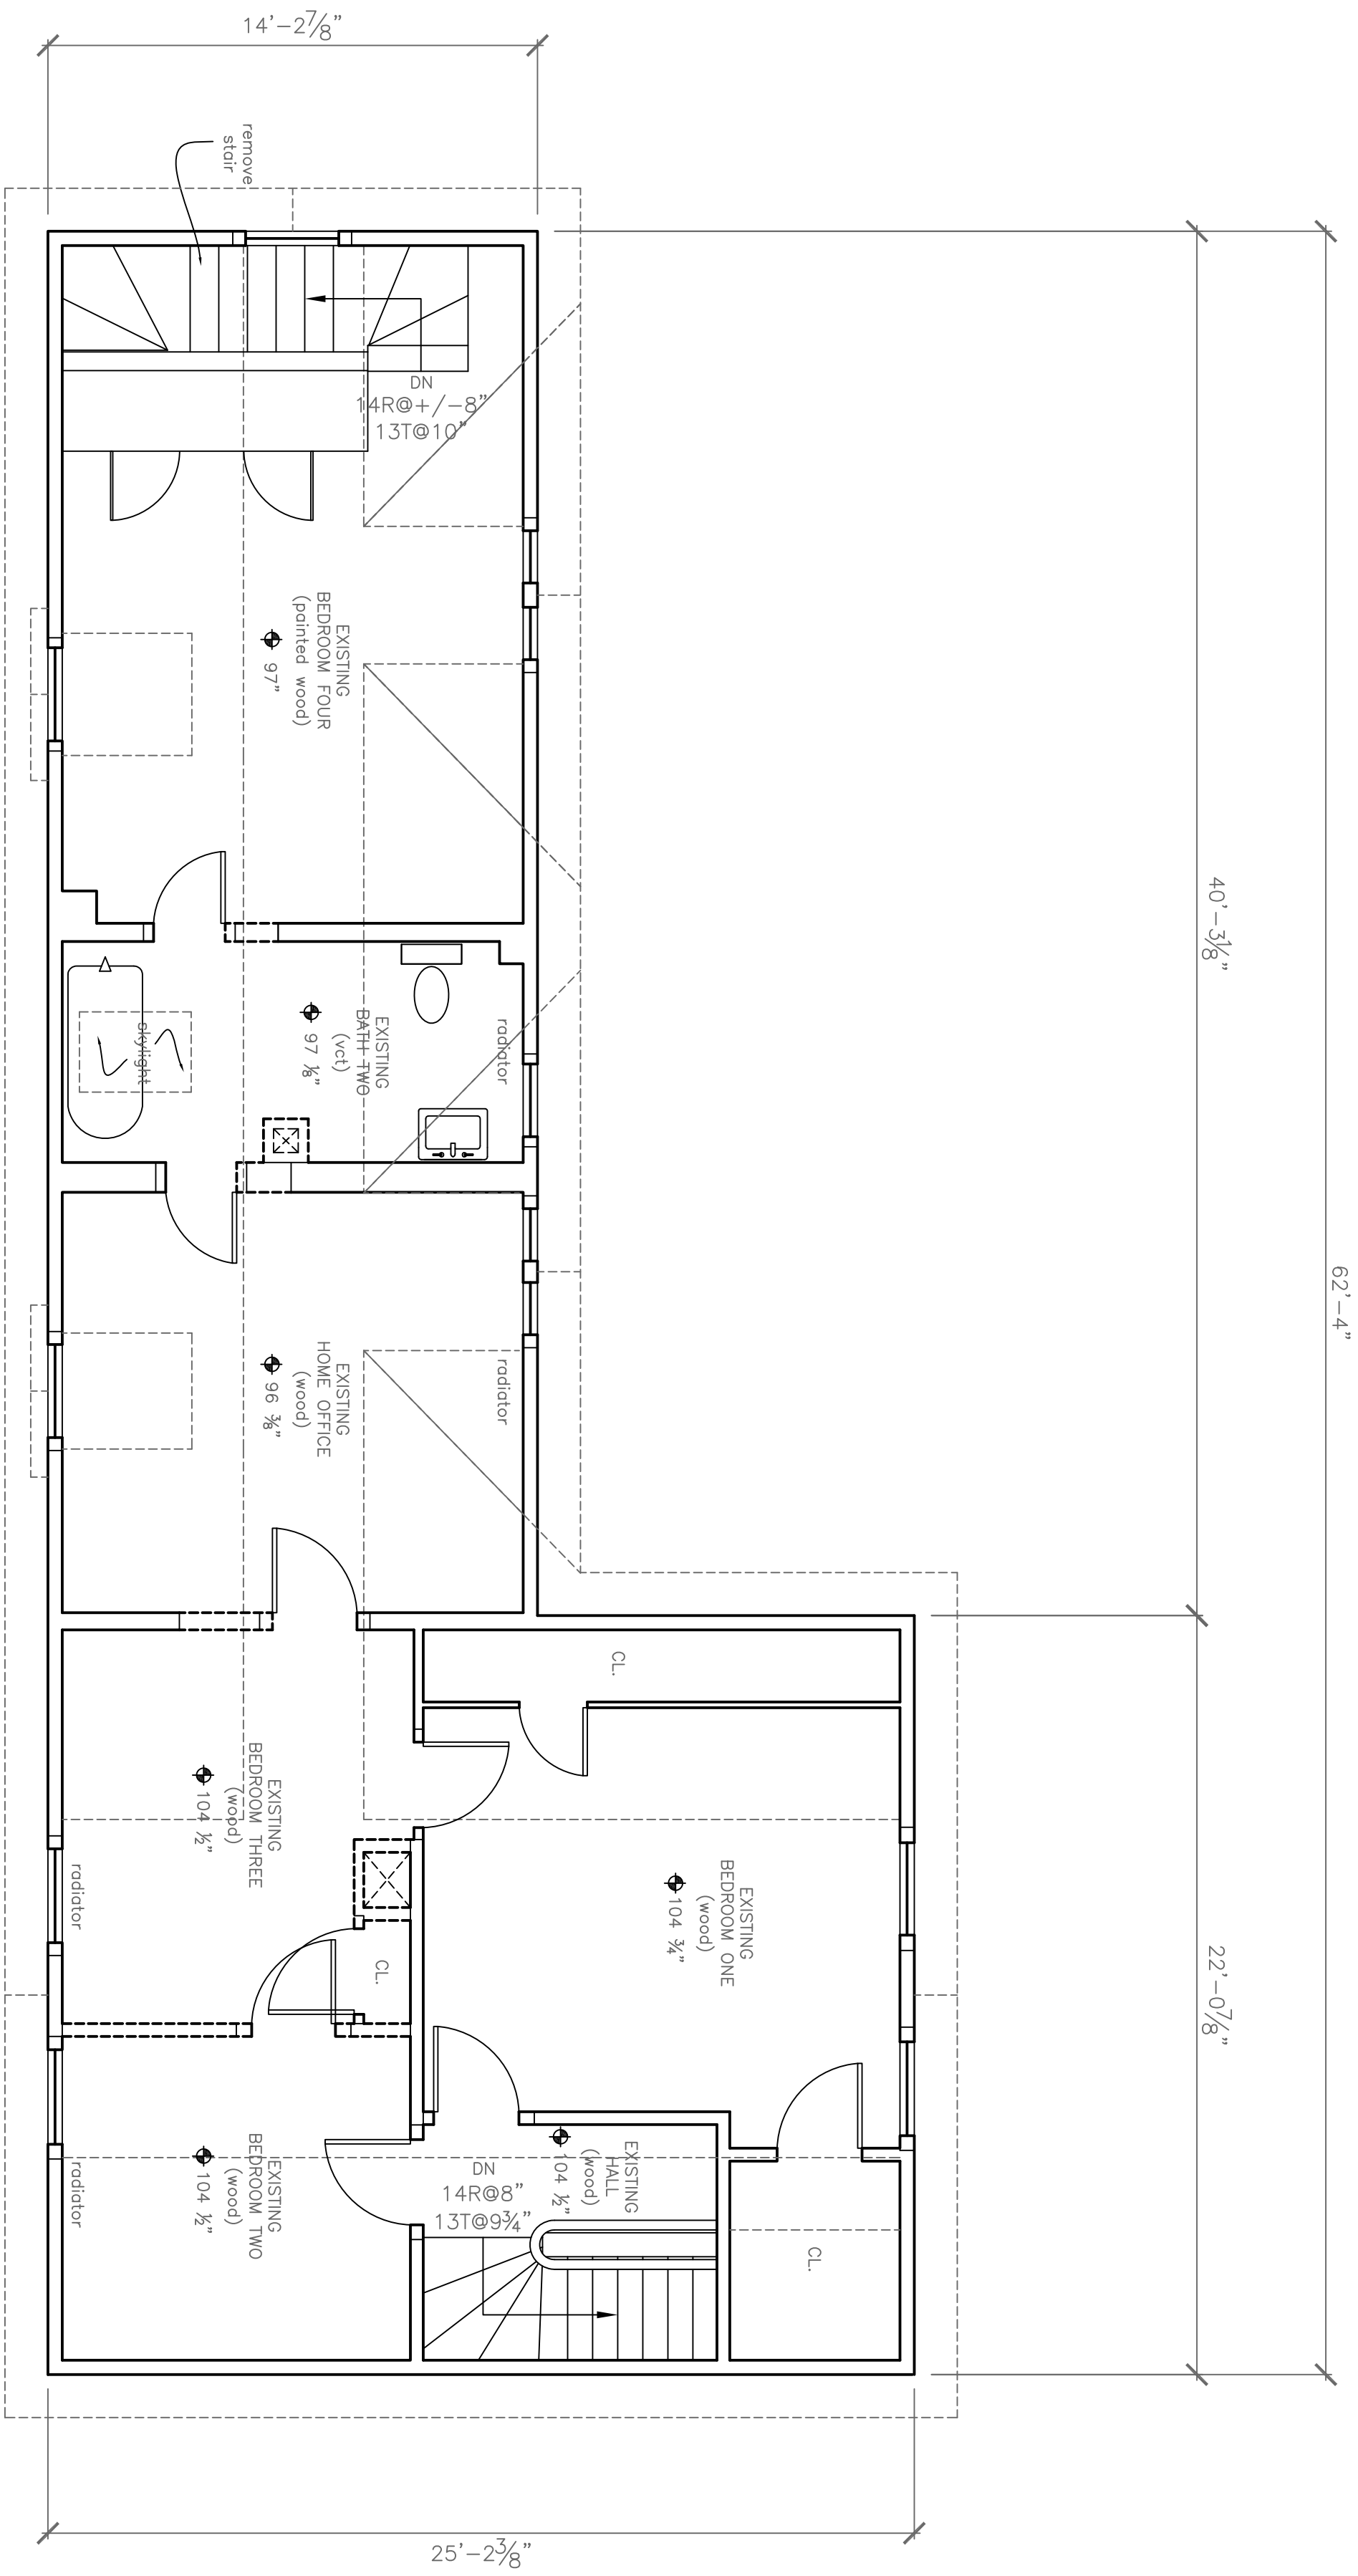 14'-2⅞"
remove
stair
DN
14R@+/-8"
13T@10"
EXISTING
BEDROOM FOUR
(painted wood)
97"
40'-3⅛"
62'-4"
EXISTING
BATH TWO
(vct)
97 ⅛"
radiator
skylight
EXISTING
HOME OFFICE
(wood)
96 ⅜"
radiator
CL.
EXISTING
BEDROOM THREE
(wood)
104 ½"
radiator
CL.
EXISTING
BEDROOM ONE
(wood)
104 ¾"
22'-0⅞"
EXISTING
HALL
(wood)
104 ½"
DN
14R@8"
13T@9¾"
EXISTING
BEDROOM TWO
(wood)
104 ½"
radiator
CL.
25'-2⅜"